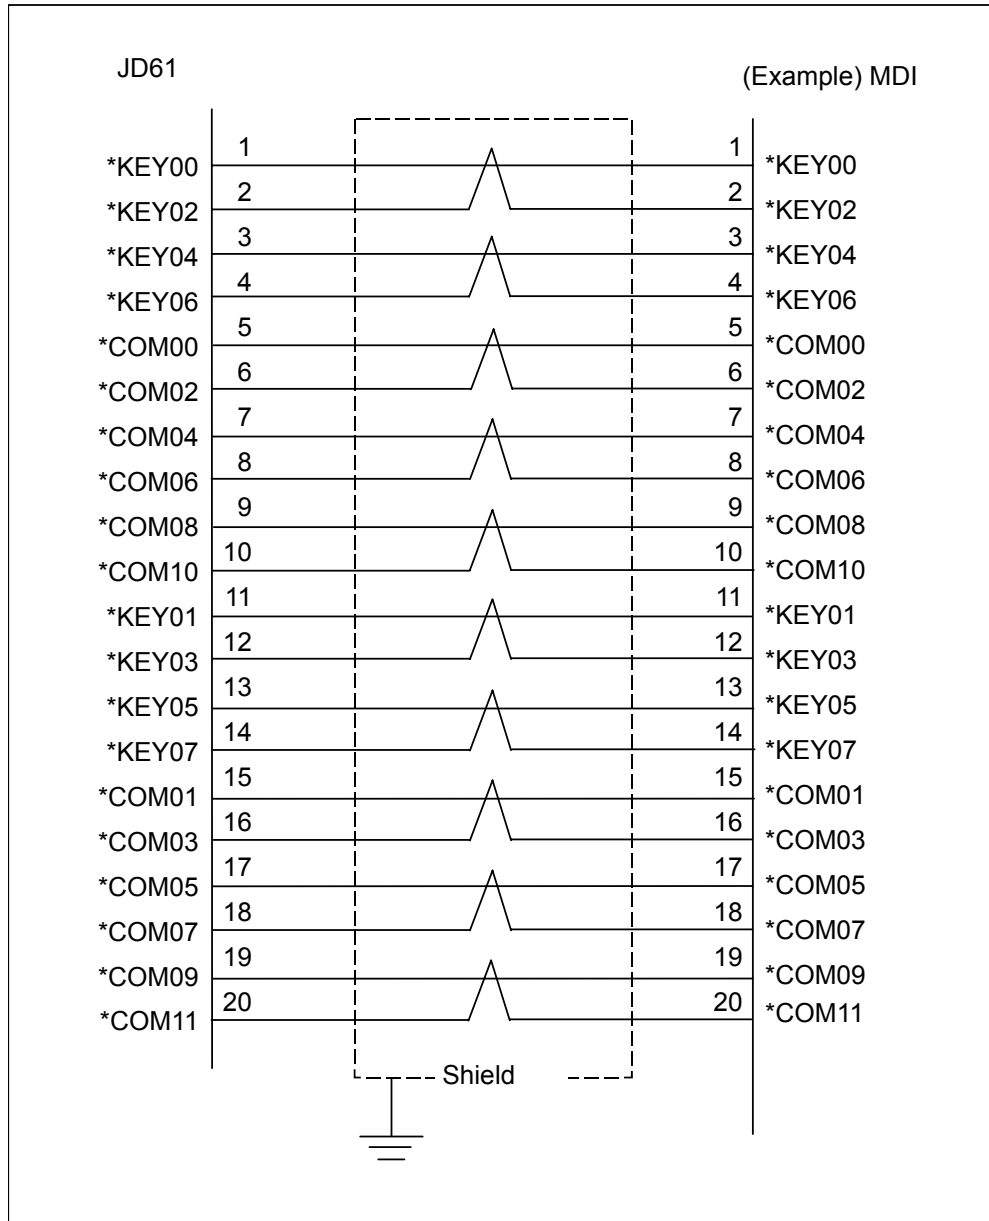 JD61
(Example) MDI
*KEY00 1 1 *KEY00
*KEY02 2 2 *KEY02
*KEY04 3 3 *KEY04
*KEY06 4 4 *KEY06
*COM00 5 5 *COM00
*COM02 6 6 *COM02
*COM04 7 7 *COM04
*COM06 8 8 *COM06
*COM08 9 9 *COM08
*COM10 10 10 *COM10
*KEY01 11 11 *KEY01
*KEY03 12 12 *KEY03
*KEY05 13 13 *KEY05
*KEY07 14 14 *KEY07
*COM01 15 15 *COM01
*COM03 16 16 *COM03
*COM05 17 17 *COM05
*COM07 18 18 *COM07
*COM09 19 19 *COM09
*COM11 20 20 *COM11
Shield